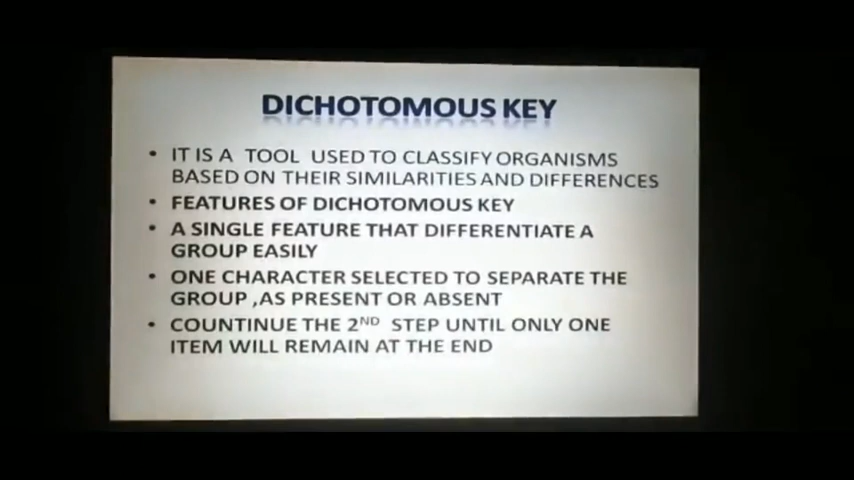 DICHOTOMOUS KEY
• IT IS A TOOL USED TO CLASSIFY ORGANISMS
BASED ON THEIR SIMILARITIES AND DIFFERENCES
• FEATURES OF DICHOTOMOUS KEY
• A SINGLE FEATURE THAT DIFFERENTIATE A
GROUP EASILY
• ONE CHARACTER SELECTED TO SEPARATE THE
GROUP ,AS PRESENT OR ABSENT
• COUNTINUE THE 2ND STEP UNTIL ONLY ONE
ITEM WILL REMAIN AT THE END